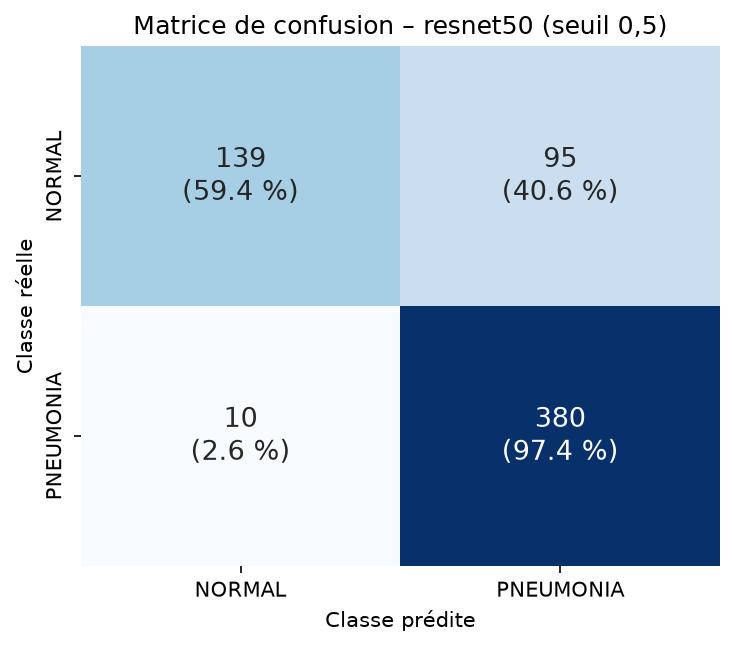 Matrice de confusion – resnet50 (seuil 0,5)
Classe réelle
NORMAL
139
(59.4 %)
95
(40.6 %)
PNEUMONIA
10
(2.6 %)
380
(97.4 %)
NORMAL
PNEUMONIA
Classe prédite